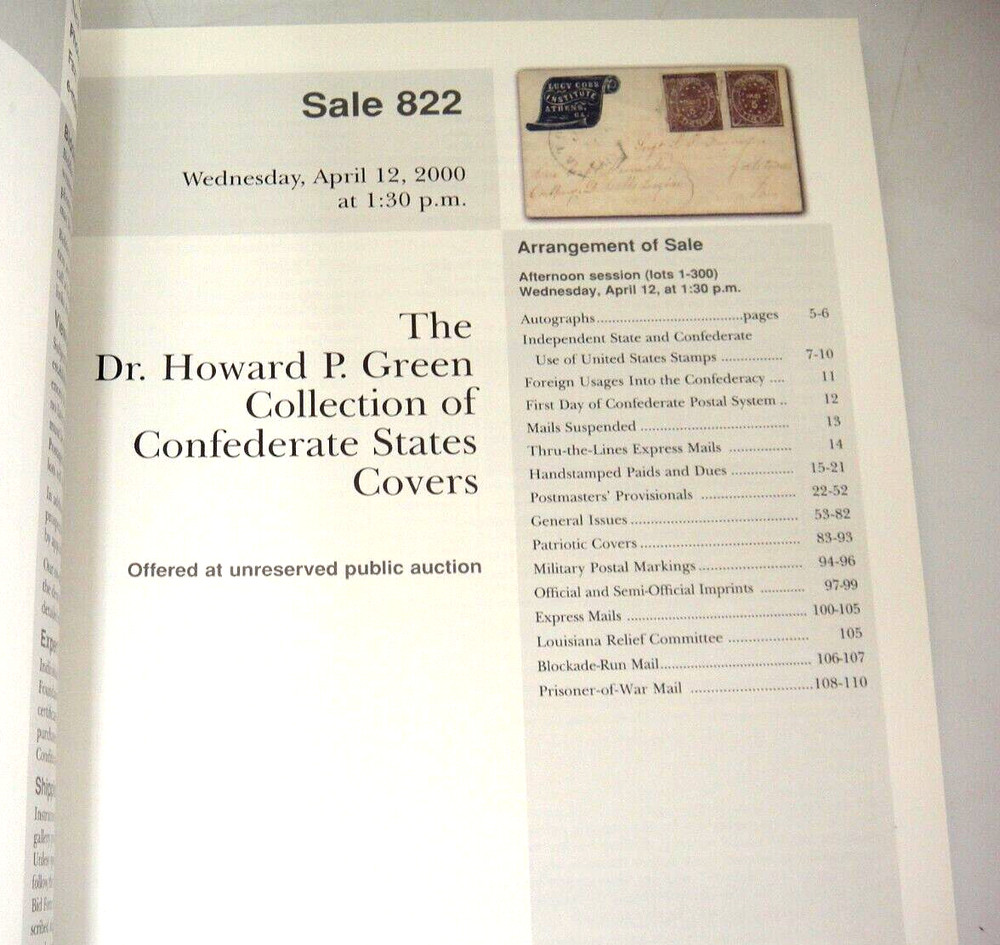 Sale 822
Wednesday, April 12, 2000
at 1:30 p.m.
The
Dr. Howard P. Green
Collection of
Confederate States
Covers
Offered at unreserved public auction
LUCY COBB
INSTITUTE
ATHENS,
GA.
Arrangement of Sale
Afternoon session (lots 1-300)
Wednesday, April 12, at 1:30 p.m.
Autographs....................................pages 5-6
Independent State and Confederate
Use of United States Stamps ............... 7-10
Foreign Usages Into the Confederacy .... 11
First Day of Confederate Postal System .. 12
Mails Suspended ..................................... 13
Thru-the-Lines Express Mails ................ 14
Handstamped Paids and Dues ............... 15-21
Postmasters' Provisionals ....................... 22-52
General Issues.......................................... 53-82
Patriotic Covers........................................ 83-93
Military Postal Markings.......................... 94-96
Official and Semi-Official Imprints ........... 97-99
Express Mails ............................................ 100-105
Louisiana Relief Committee .................... 105
Blockade-Run Mail..................................... 106-107
Prisoner-of-War Mail ..............................108-110